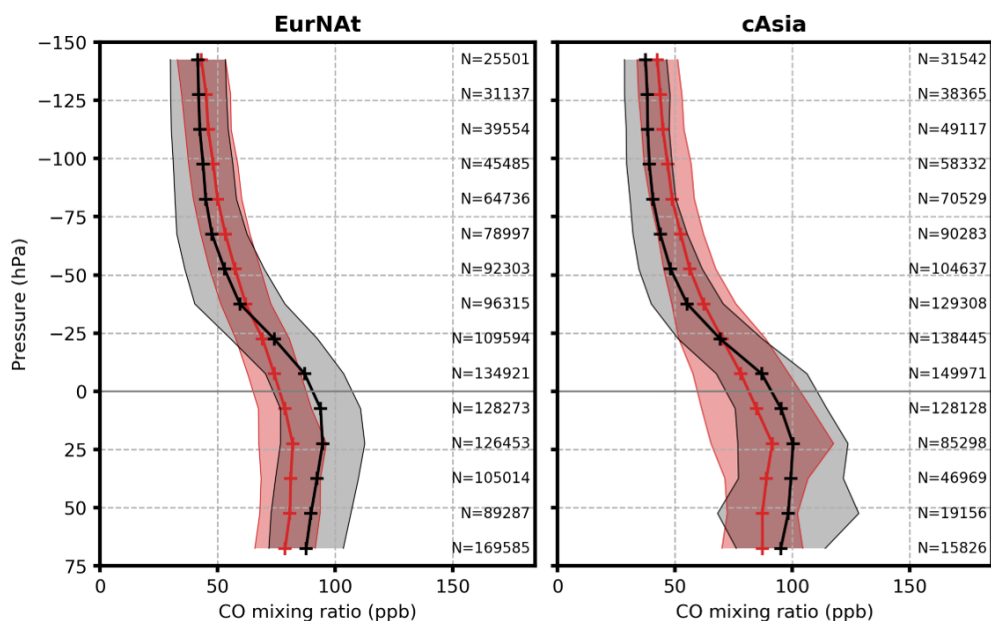 EurNAt
cAsia
−150
−125
−100
−75
−50
−25
0
25
50
75
Pressure (hPa)
N=25501
N=31137
N=39554
N=45485
N=64736
N=78997
N=92303
N=96315
N=109594
N=134921
N=128273
N=126453
N=105014
N=89287
N=169585
N=31542
N=38365
N=49117
N=58332
N=70529
N=90283
N=104637
N=129308
N=138445
N=149971
N=128128
N=85298
N=46969
N=19156
N=15826
0 50 100 150
0 50 100 150
CO mixing ratio (ppb)
CO mixing ratio (ppb)